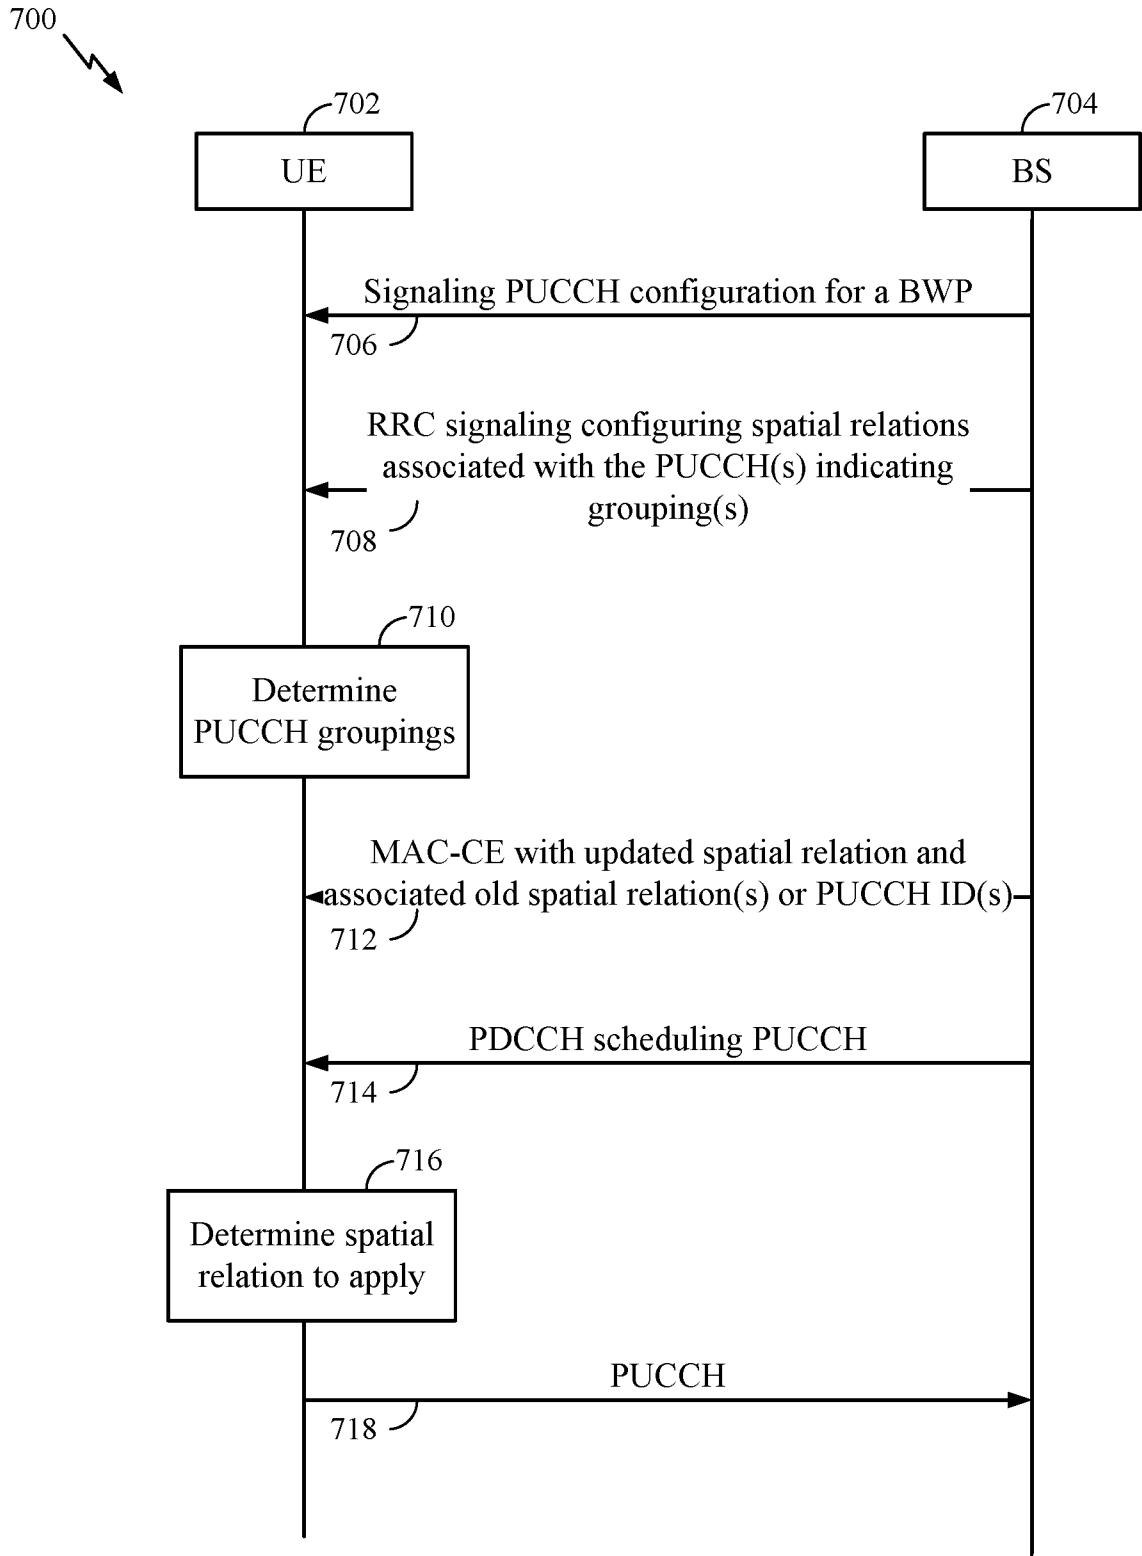 700
702
704
UE
BS
Signaling PUCCH configuration for a BWP
706
RRC signaling configuring spatial relations
associated with the PUCCH(s) indicating
grouping(s)
708
710
Determine
PUCCH groupings
MAC-CE with updated spatial relation and
associated old spatial relation(s) or PUCCH ID(s)
712
PDCCH scheduling PUCCH
714
716
Determine spatial
relation to apply
PUCCH
718